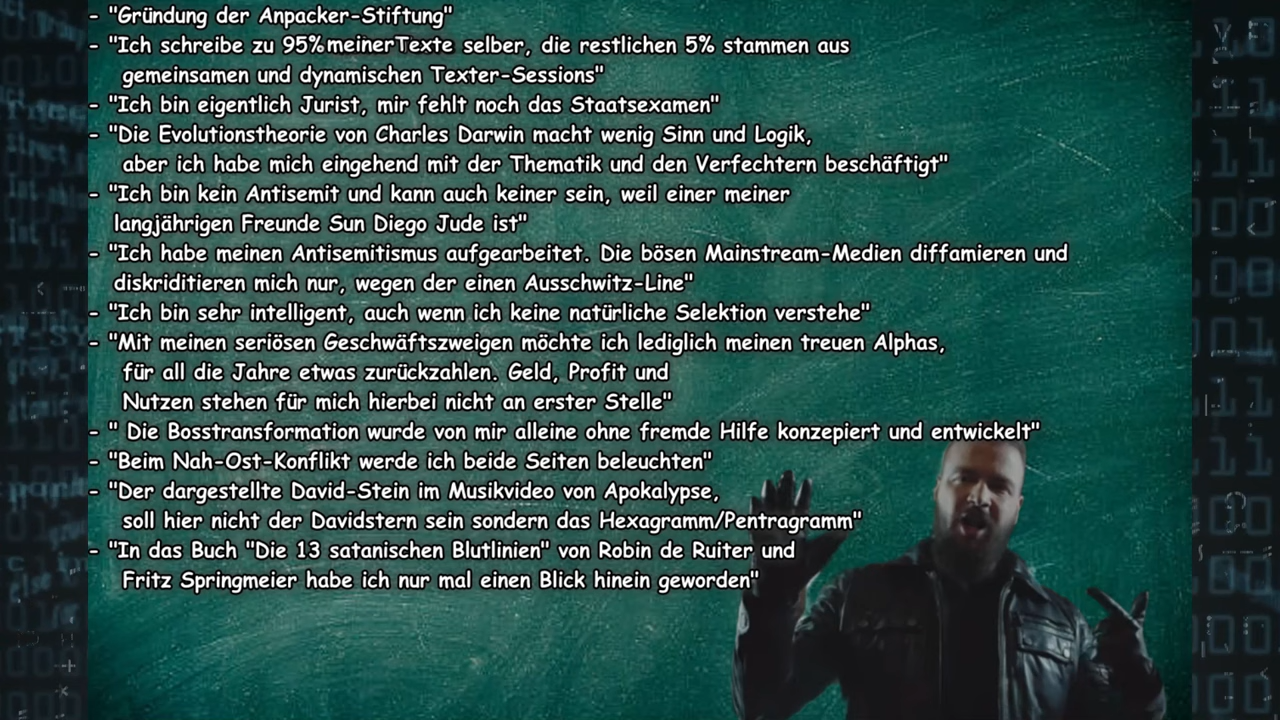 - "Gründung der Anpacker-Stiftung"
- "Ich schreibe zu 95% meiner Texte selber, die restlichen 5% stammen aus
gemeinsamen und dynamischen Texter-Sessions"
- "Ich bin eigentlich Jurist, mir fehlt noch das Staatsexamen"
- "Die Evolutionstheorie von Charles Darwin macht wenig Sinn und Logik,
aber ich habe mich eingehend mit der Thematik und den Verfechtern beschäftigt"
- "Ich bin kein Antisemit und kann auch keiner sein, weil einer meiner
langjährigen Freunde Sun Diego Jude ist"
- "Ich habe meinen Antisemitismus aufgearbeitet. Die bösen Mainstream-Medien diffamieren und
diskriditieren mich nur, wegen der einen Ausschwitz-Line"
- "Ich bin sehr intelligent, auch wenn ich keine natürliche Selektion verstehe"
- "Mit meinen seriösen Geschwäftszweigen möchte ich lediglich meinen treuen Alphas,
für all die Jahre etwas zurückzahlen. Geld, Profit und
Nutzen stehen für mich hierbei nicht an erster Stelle"
- " Die Bosstransformation wurde von mir alleine ohne fremde Hilfe konzepiert und entwickelt"
- "Beim Nah-Ost-Konflikt werde ich beide Seiten beleuchten"
- "Der dargestellte David-Stein im Musikvideo von Apokalypse,
soll hier nicht der Davidstern sein sondern das Hexagramm/Pentragramm"
- "In das Buch "Die 13 satanischen Blutlinien" von Robin de Ruiter und
Fritz Springmeier habe ich nur mal einen Blick hinein geworden"